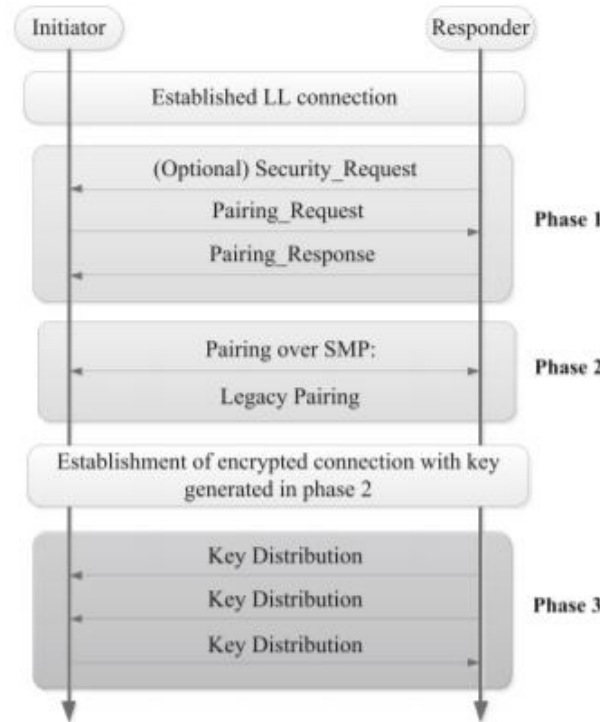 Initiator
Responder
Established LL connection
(Optional) Security_Request
Pairing_Request
Phase 1
Pairing_Response
Pairing over SMP:
Phase 2
Legacy Pairing
Establishment of encrypted connection with key
generated in phase 2
Key Distribution
Key Distribution
Phase 3
Key Distribution